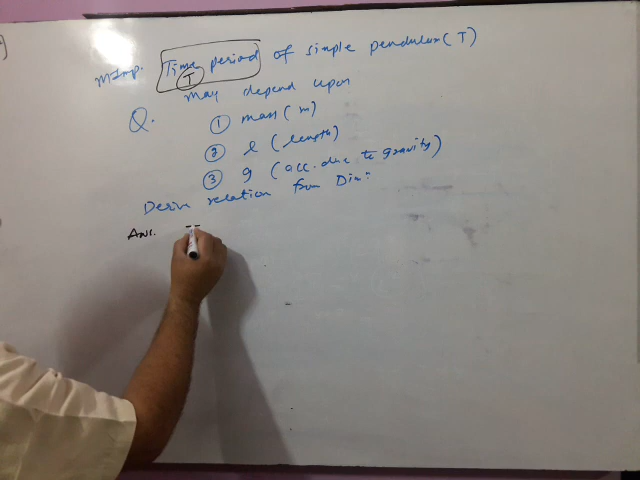 MImp. Time period of simple pendulum (T)
T
may depend upon
Q. ① mass (m)
② l (length)
③ g (acc. due to gravity)
Derive relation from Dim:
Ans.